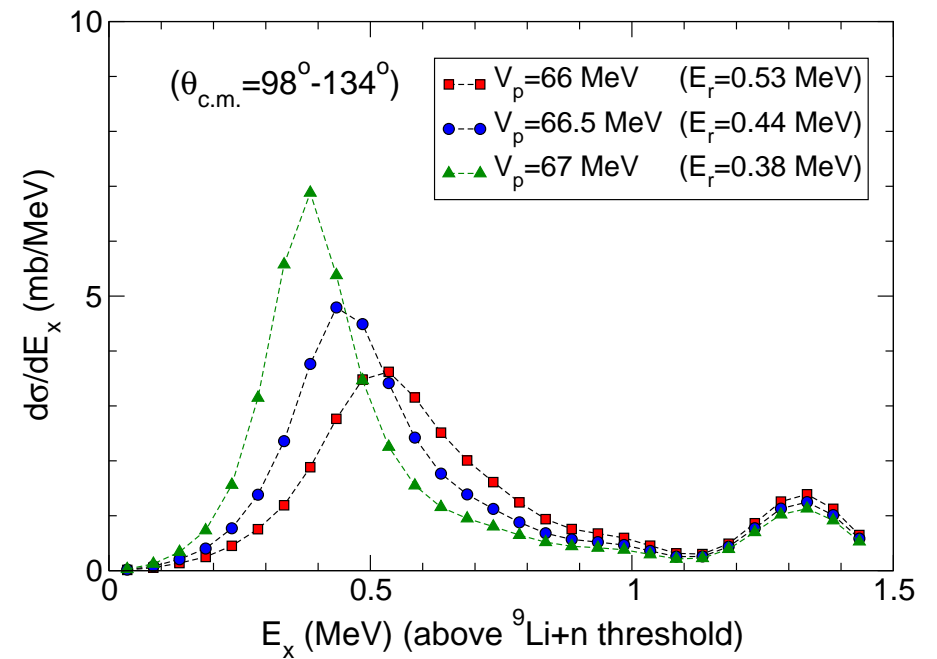 10
(θc.m.=98°-134°)
Vp=66 MeV (Er=0.53 MeV)
Vp=66.5 MeV (Er=0.44 MeV)
Vp=67 MeV (Er=0.38 MeV)
dσ/dEx (mb/MeV)
5
0
0 0.5 1 1.5
Ex (MeV) (above ⁹Li+n threshold)